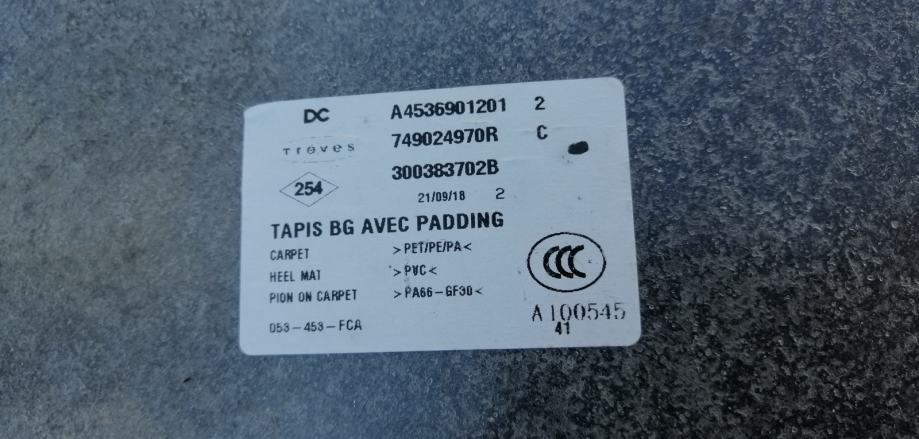 DC A4536901201 2
Treves 749024970R C
254 300383702B
21/09/18 2
TAPIS BG AVEC PADDING
CARPET >PET/PE/PA<
HEEL MAT >PVC<
PION ON CARPET >PA66-GF30<
CCC
053-453-FCA A100545
41